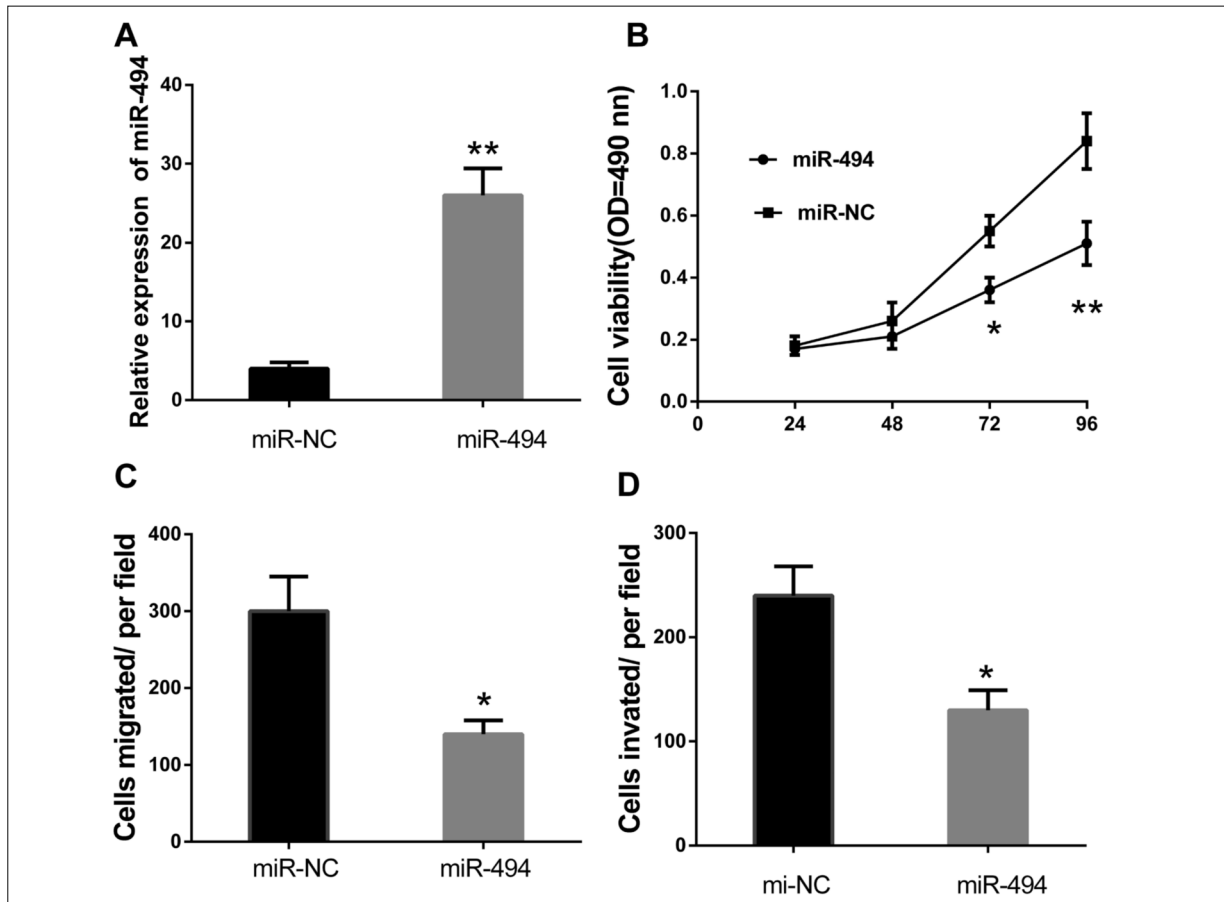 A
Relative expression of miR-494
40
30
20
10
0
**
miR-NC
miR-494
B
Cell viability(OD=490 nn)
1.0
0.8
0.6
0.4
0.2
0.0
miR-494
miR-NC
*
**
0
24
48
72
96
C
Cells migrated/ per field
400
300
200
100
0
*
miR-NC
miR-494
D
Cells invated/ per field
300
200
100
0
*
mi-NC
miR-494